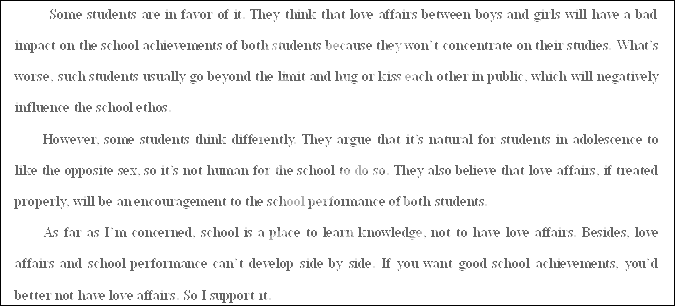 Some students are in favor of it. They think that love affairs between boys and girls will have a bad
impact on the school achievements of both students because they won't concentrate on their studies. What's
worse, such students usually go beyond the limit and hug or kiss each other in public, which will negatively
influence the school ethos.
However, some students think differently. They argue that it's natural for students in adolescence to
like the opposite sex, so it's not human for the school to do so. They also believe that love affairs, if treated
properly, will be an encouragement to the school performance of both students.
As far as I'm concerned, school is a place to learn knowledge, not to have love affairs. Besides, love
affairs and school performance can't develop side by side. If you want good school achievements, you'd
better not have love affairs. So I support it.